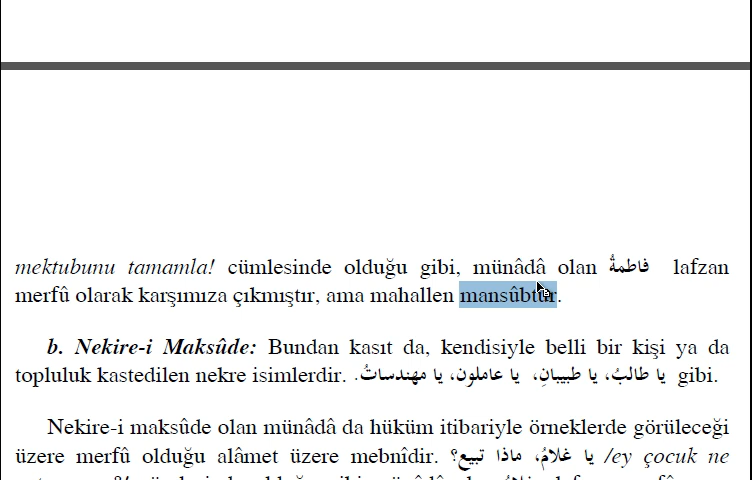 mektubunu tamamla! cümlesinde olduğu gibi, münâdâ olan فاطمةُ lafzan
merfû olarak karşımıza çıkmıştır, ama mahallen mansûbtur.
b. Nekire-i Maksûde: Bundan kasıt da, kendisiyle belli bir kişi ya da
topluluk kastedilen nekre isimlerdir. يا طالبُ، يا طبيبانِ، يا عاملون، يا مهندساتُ. gibi.
Nekire-i maksûde olan münâdâ da hüküm itibariyle örneklerde görüleceği
üzere merfû olduğu alâmet üzere mebnîdir. يا غلامُ، ماذا تبيع؟ /ey çocuk ne